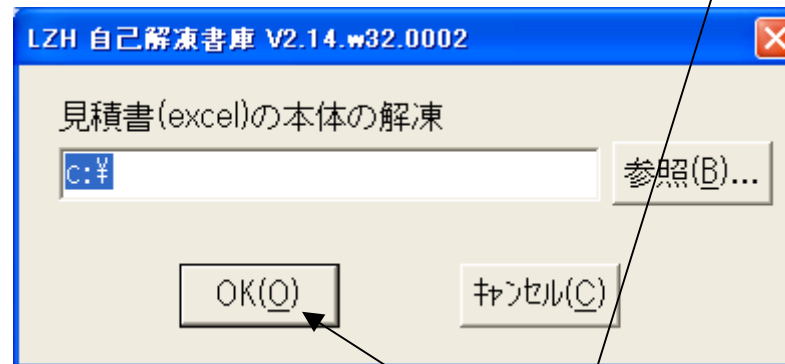 LZH 自己解凍書庫 V2.14.w32.0002
見積書(excel)の本体の解凍
c:¥
参照(B)...
OK(O)
ｷｬﾝｾﾙ(C)